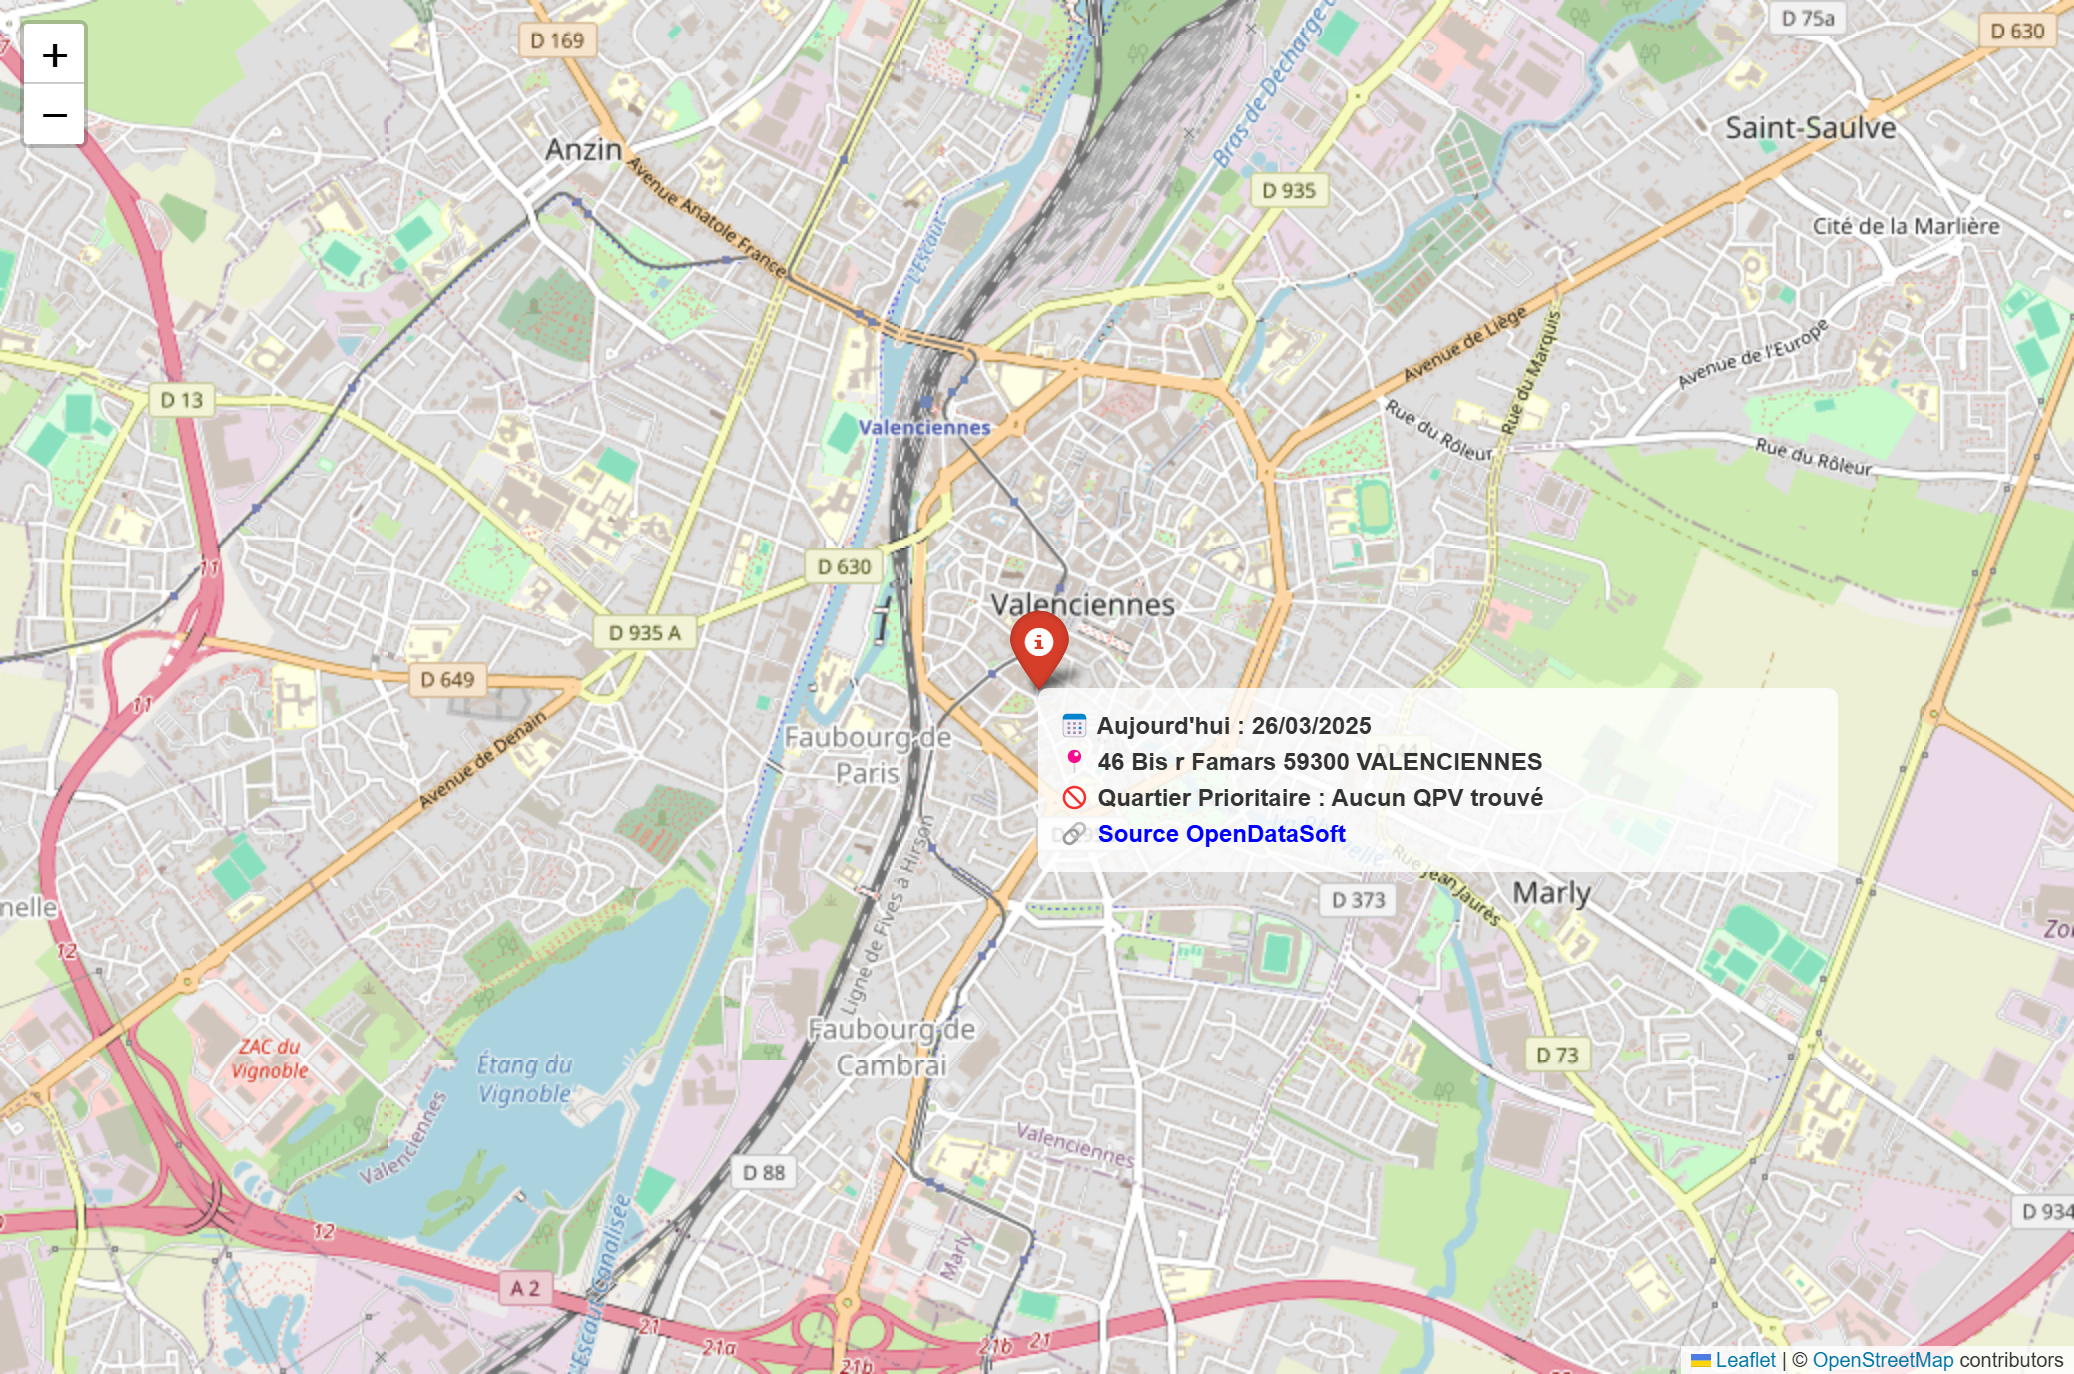 +
−
D 169
D 75a
D 630
Anzin
Avenue Anatole France
Bras de Décharge
Saint-Saulve
D 935
L'Escaut
Cité de la Marlière
Avenue de Liège
Rue du Marquis
Avenue de l'Europe
D 13
Valenciennes
Rue du Rôleur
Rue du Rôleur
11
D 630
Valenciennes
D 935 A
D 649
11
Avenue de Denain
Faubourg de
Paris
Aujourd'hui : 26/03/2025
46 Bis r Famars 59300 VALENCIENNES
Quartier Prioritaire : Aucun QPV trouvé
Source OpenDataSoft
Ligne de Fives à Hirson
Rue Jean Jaurès
D 373
Marly
nelle
12
Zo
Faubourg de
Cambrai
ZAC du
Vignoble
Étang du
Vignoble
D 73
Valenciennes
Valenciennes
D 88
Marly
D 934
12
A 2
L'Escaut Canalisée
21
21a
21b
21b
21
Leaflet | © OpenStreetMap contributors